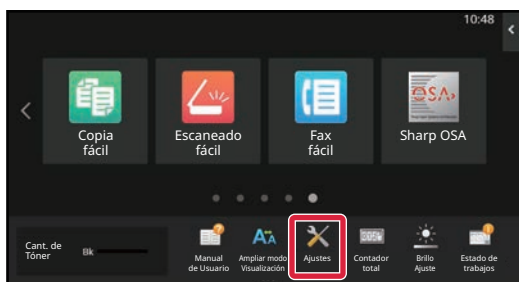 10:48
Copia
fácil
Escaneado
fácil
Fax
fácil
OSA
Sharp OSA
Cant. de
Tóner
Bk
Manual
de Usuario
Ampliar modo
Visualización
Ajustes
Contador
total
Brillo
Ajuste
Estado de
trabajos